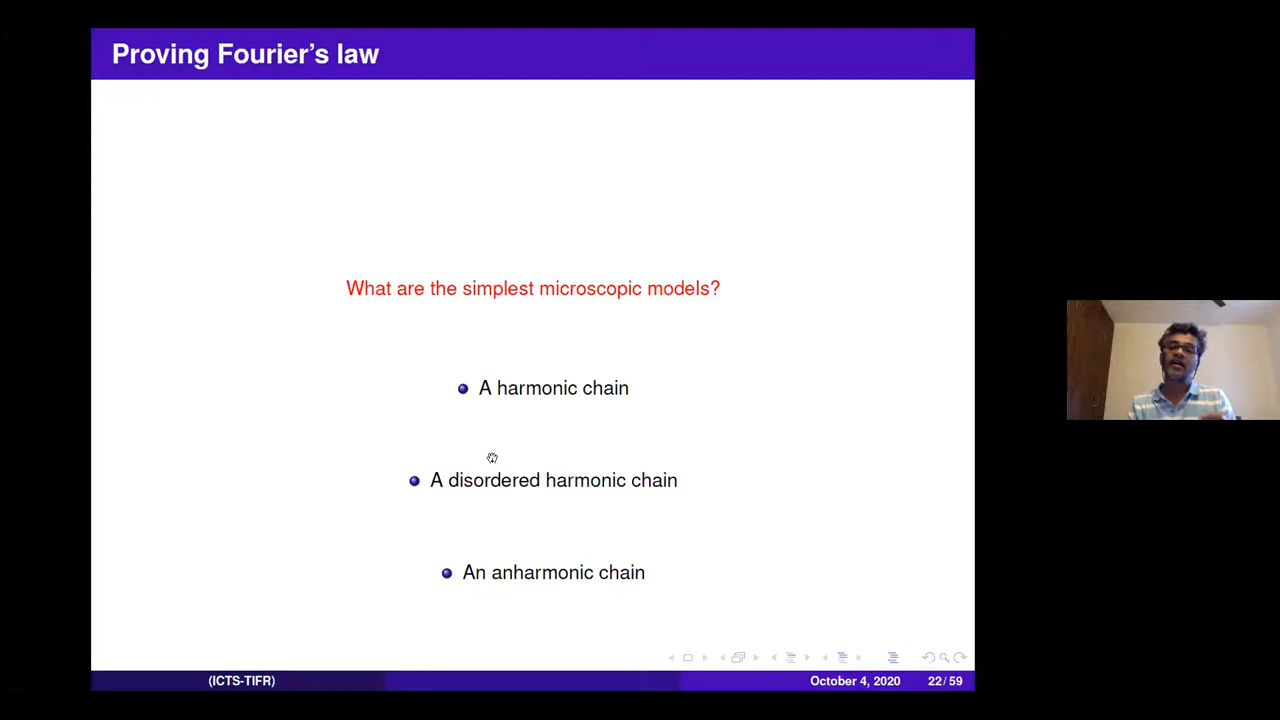 Proving Fourier's law
What are the simplest microscopic models?
A harmonic chain
A disordered harmonic chain
An anharmonic chain
(ICTS-TIFR)
October 4, 2020
22/59